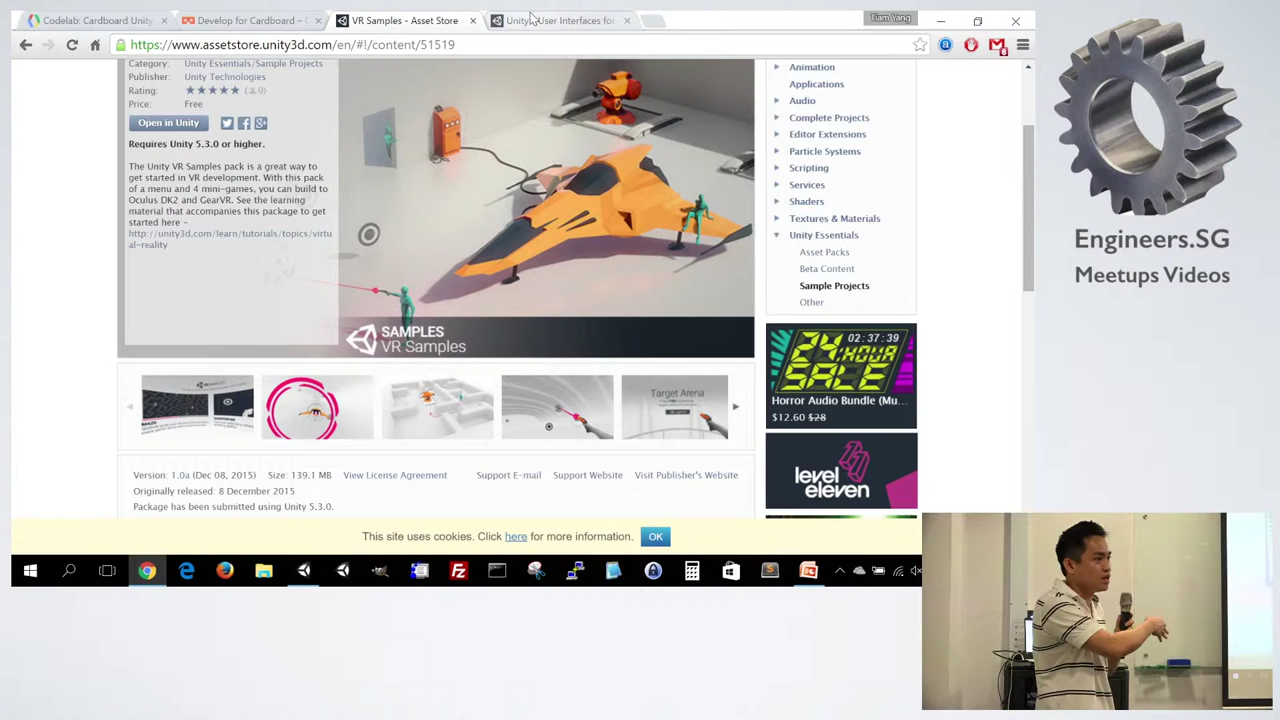 Codelab: Cardboard Unity
Develop for Cardboard –
VR Samples - Asset Store
Unity
User Interfaces for
Tiam Yang
https://www.assetstore.unity3d.
/en/#!/content/51519
Category:
Unity Essentials/Sample Projects
Publisher:
Unity Technologies
Rating:
Price:
Free
Open in Unity
Requires Unity 5.3.0 or higher.
The Unity VR Samples pack is a great way to
get started in VR development. With this pack
of a menu and 4 mini-games, you can build to
Oculus DK2 and GearVR. See the learning
material that accompanies this package to get
started here -
http://unity3d.com/learn/tutorials/topics/virtu
al-reality
SAMPLES
VR Samples
Target Arena
Version: 1.0a (Dec 08, 2015)
Size: 139.1 MB
View License Agreement
Support E-mail
Support Website
Visit Publisher's Website
Originally released: 8 December 2015
Package has been submitted using Unity 5.3.0.
Animation
Applications
Audio
Complete Projects
Editor Extensions
Particle Systems
Scripting
Services
Shaders
Textures & Materials
Unity Essentials
Asset Packs
Beta Content
Sample Projects
Other
02:37:39
24 HOUR
SALE
Horror Audio Bundle (Mu...
$12.60 $28
level
eleven
This site uses cookies. Click here for more information.
OK
Engineers.SG
Meetups Videos